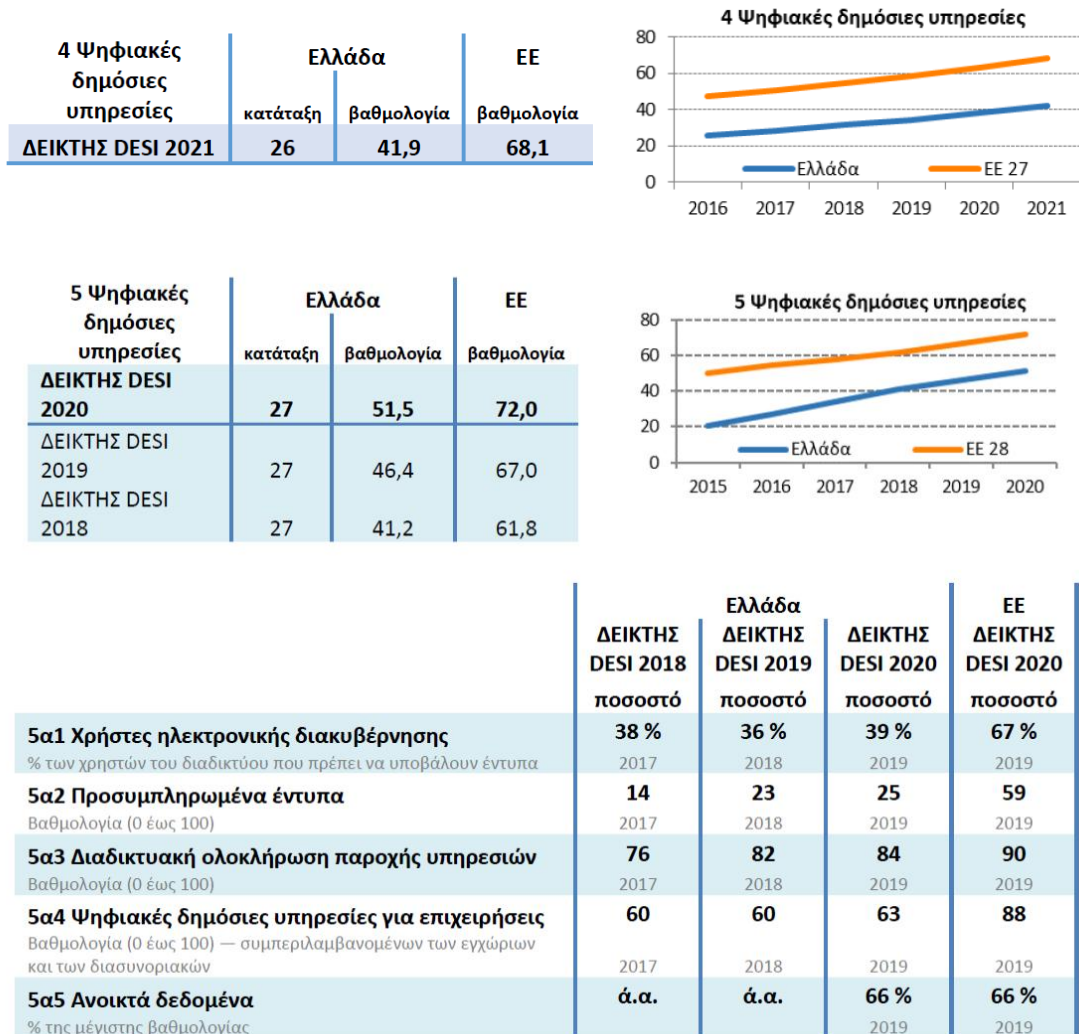 4 Ψηφιακές
δημόσιες
υπηρεσίες
Ελλάδα
ΕΕ
κατάταξη βαθμολογία βαθμολογία
ΔΕΙΚΤΗΣ DESI 2021 26 41,9 68,1
4 Ψηφιακές δημόσιες υπηρεσίες
80
60
40
20
0
Ελλάδα ΕΕ 27
2016 2017 2018 2019 2020 2021
5 Ψηφιακές
δημόσιες
υπηρεσίες
Ελλάδα
ΕΕ
κατάταξη βαθμολογία βαθμολογία
ΔΕΙΚΤΗΣ DESI
2020 27 51,5 72,0
ΔΕΙΚΤΗΣ DESI
2019 27 46,4 67,0
ΔΕΙΚΤΗΣ DESI
2018 27 41,2 61,8
5 Ψηφιακές δημόσιες υπηρεσίες
80
60
40
20
0
Ελλάδα ΕΕ 28
2015 2016 2017 2018 2019 2020
Ελλάδα ΕΕ
ΔΕΙΚΤΗΣ ΔΕΙΚΤΗΣ ΔΕΙΚΤΗΣ ΔΕΙΚΤΗΣ
DESI 2018 DESI 2019 DESI 2020 DESI 2020
ποσοστό ποσοστό ποσοστό ποσοστό
5α1 Χρήστες ηλεκτρονικής διακυβέρνησης 38 % 36 % 39 % 67 %
% των χρηστών του διαδικτύου που πρέπει να υποβάλουν έντυπα 2017 2018 2019 2019
5α2 Προσυμπληρωμένα έντυπα 14 23 25 59
Βαθμολογία (0 έως 100) 2017 2018 2019 2019
5α3 Διαδικτυακή ολοκλήρωση παροχής υπηρεσιών 76 82 84 90
Βαθμολογία (0 έως 100) 2017 2018 2019 2019
5α4 Ψηφιακές δημόσιες υπηρεσίες για επιχειρήσεις 60 60 63 88
Βαθμολογία (0 έως 100) — συμπεριλαμβανομένων των εγχώριων
και των διασυνοριακών 2017 2018 2019 2019
5α5 Ανοικτά δεδομένα ά.α. ά.α. 66 % 66 %
% της μέγιστης βαθμολογίας 2019 2019